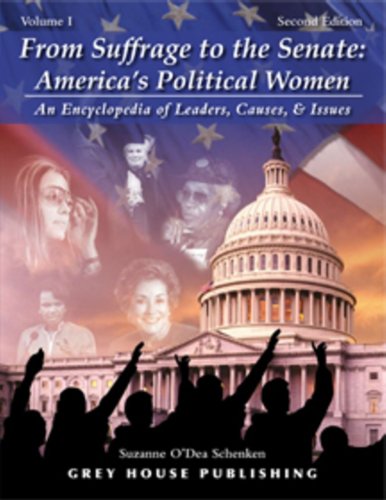 Volume I
Second Edition
From Suffrage to the Senate:
America's Political Women
An Encyclopedia of Leaders, Causes, & Issues
Suzanne O'Dea Schenken
GREY HOUSE PUBLISHING